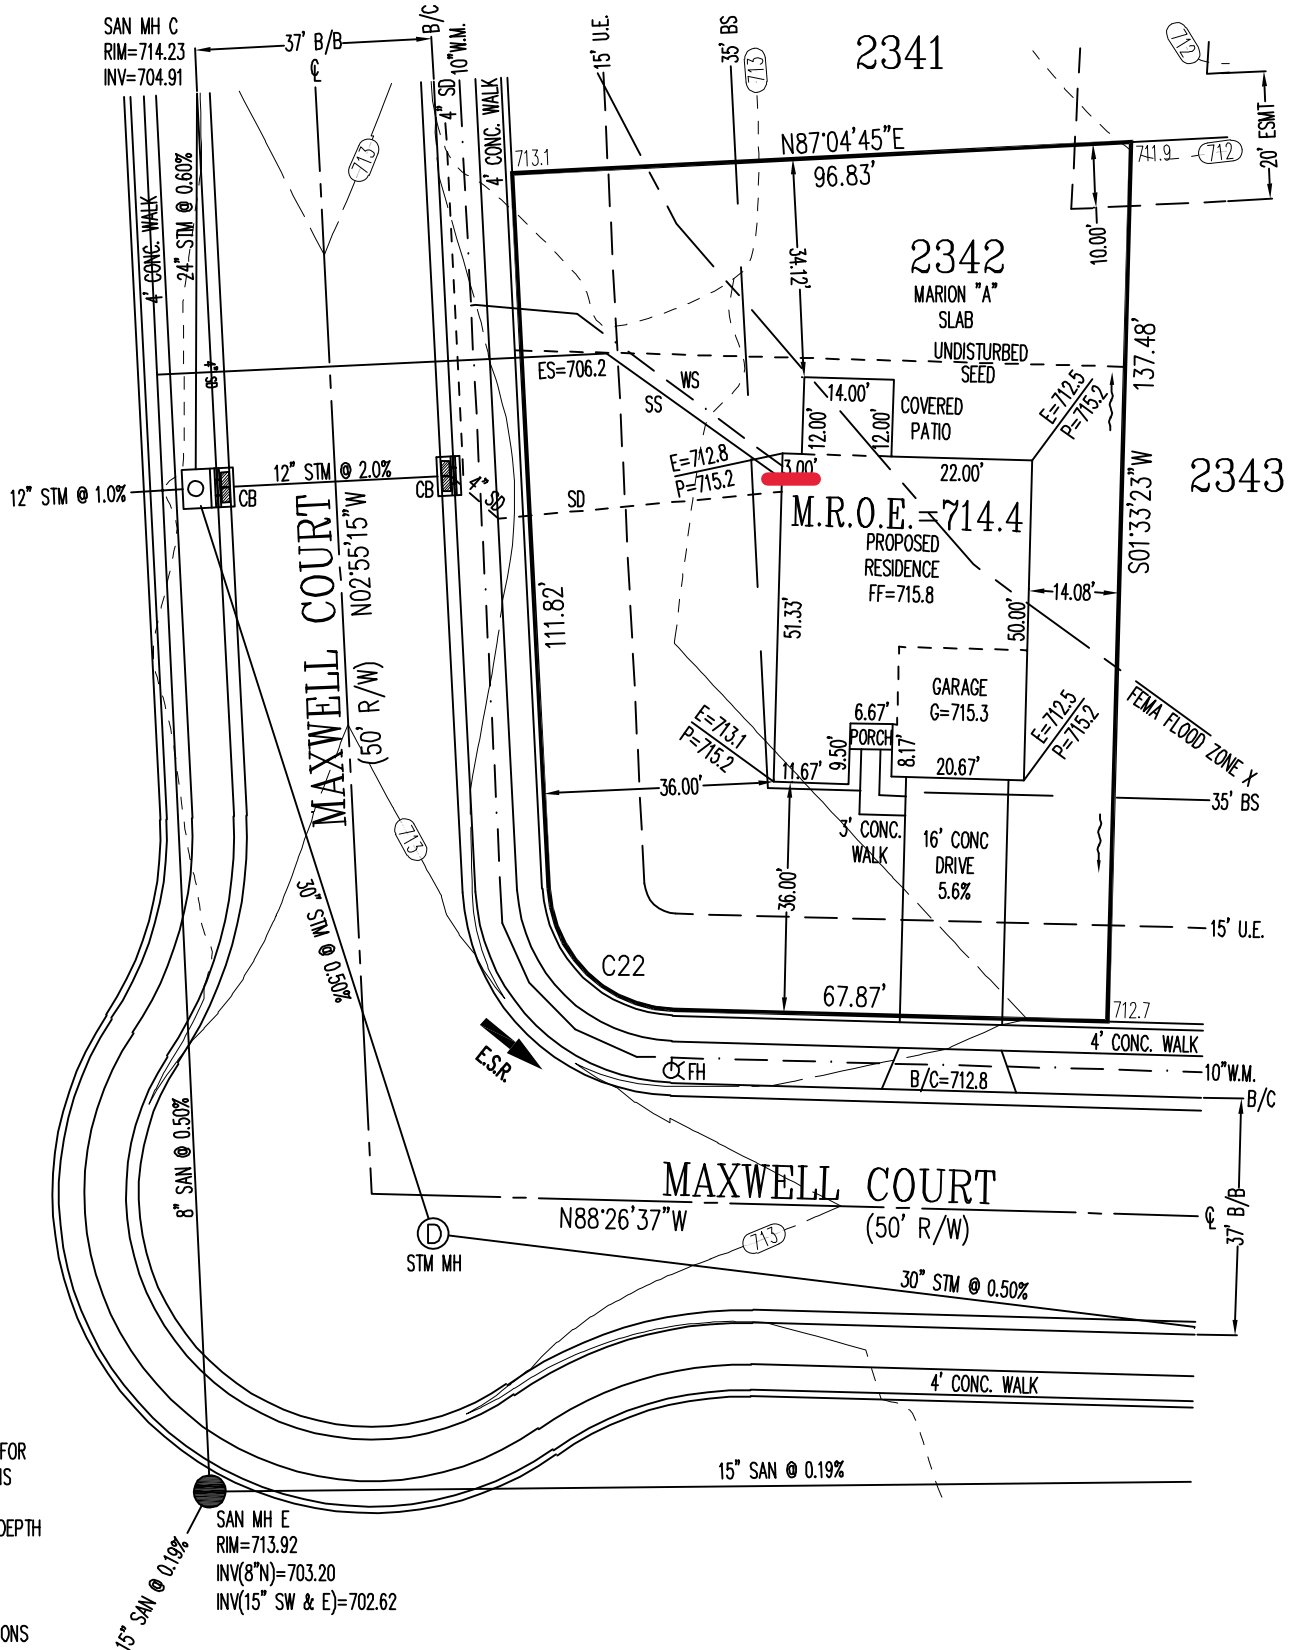 SAN MH C
RIM=714.23
INV=704.91
37' B/B
B/C
℄
4" SD
10"W.M.
4' CONC. WALK
15' U.E.
35' BS
713
2341
712
20' ESMT
713
713.1
N87°04'45"E
96.83'
711.9
712
4' CONC. WALK
24" STM @ 0.60%
34.12'
10.00'
2342
MARION "A"
SLAB
137.48'
UNDISTURBED
SEED
4" SD
ES=706.2
WS
SS
14.00'
12.00'
12.00'
COVERED
PATIO
E=712.5
P=715.2
E=712.8
P=715.2
3.00'
22.00'
S01°33'23"W
2343
12" STM @ 1.0%
CB
12" STM @ 2.0%
CB
4" SD
SD
M.R.O.E.=714.4
PROPOSED
RESIDENCE
FF=715.8
MAXWELL COURT
N02°55'15"W
(50' R/W)
111.82'
51.33'
50.00'
14.08'
GARAGE
G=715.3
E=713.1
P=715.2
6.67'
PORCH
9.50'
8.17'
11.67'
20.67'
E=712.5
P=715.2
FEMA FLOOD ZONE X
35' BS
36.00'
713
3' CONC.
WALK
16' CONC
DRIVE
5.6%
36.00'
15' U.E.
30" STM @ 0.50%
C22
67.87'
712.7
4' CONC. WALK
E.S.R.
FH
B/C=712.8
10"W.M.
B/C
8" SAN @ 0.50%
MAXWELL COURT
N88°26'37"W
(50' R/W)
℄
37' B/B
713
D
STM MH
30" STM @ 0.50%
4' CONC. WALK
FOR
15" SAN @ 0.19%
DEPTH
SAN MH E
RIM=713.92
INV(8"N)=703.20
INV(15" SW & E)=702.62
15" SAN @ 0.19%
ONS